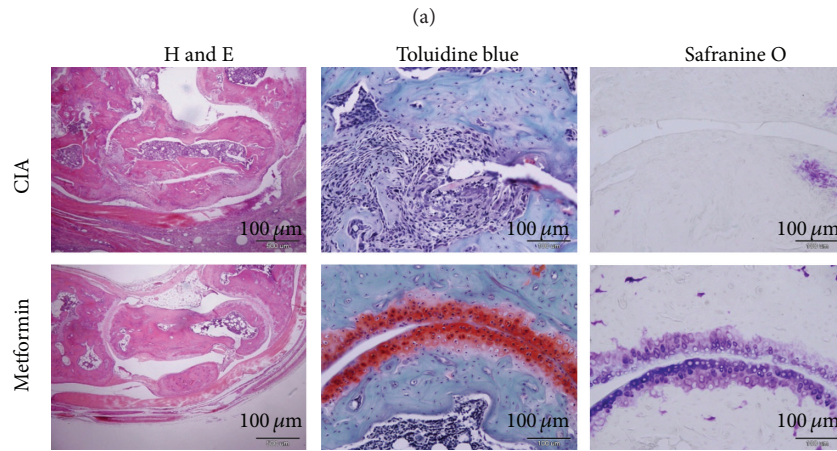 (a)
H and E
Toluidine blue
Safranine O
CIA
100 μm
100 μm
100 μm
Metformin
100 μm
100 μm
100 μm